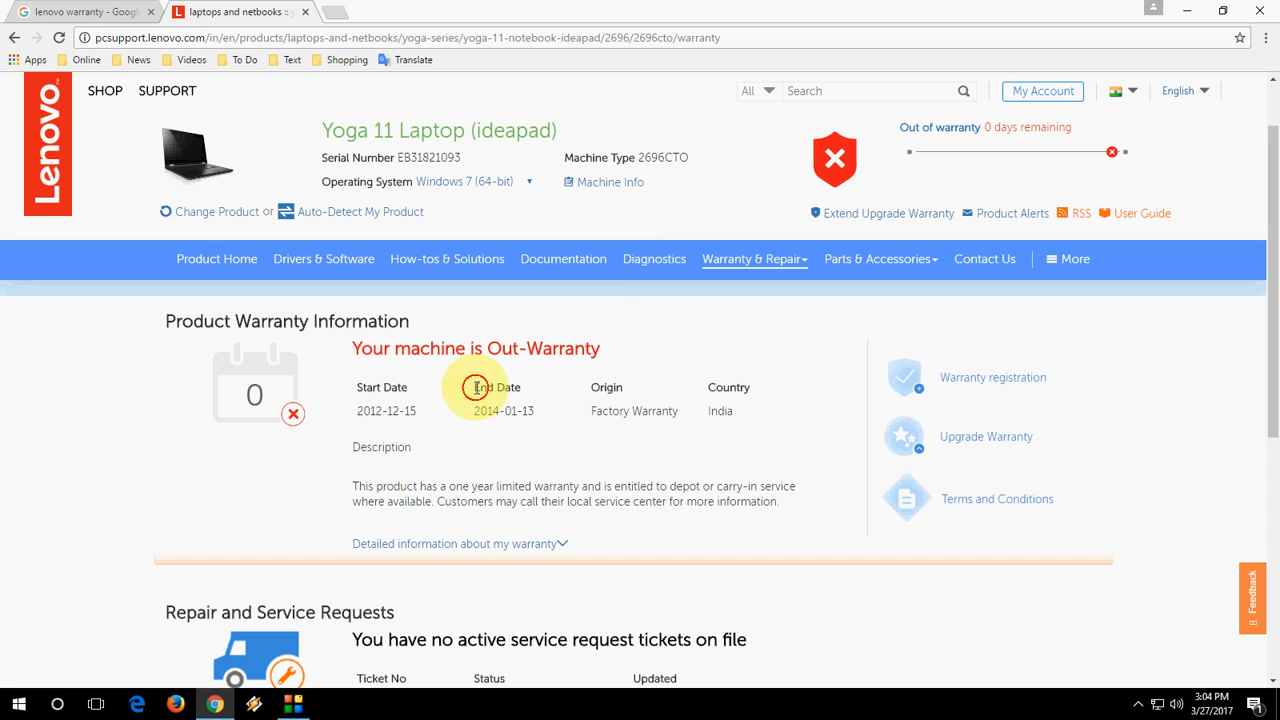 lenovo warranty - Googl
laptops and netbooks ::
pcsupport.lenovo.com/in/en/products/laptops-and-netbooks/yoga-series/yoga-11-notebook-ideapad/2696/2696cto/warranty
Apps Online News Videos To Do Text Shopping Translate
Lenovo
SHOP SUPPORT All Search My Account English
Yoga 11 Laptop (ideapad)
Out of warranty 0 days remaining
Serial Number EB31821093 Machine Type 2696CTO
Operating System Windows 7 (64-bit) Machine Info
Change Product or Auto-Detect My Product Extend Upgrade Warranty Product Alerts RSS User Guide
Product Home Drivers & Software How-tos & Solutions Documentation Diagnostics Warranty & Repair Parts & Accessories Contact Us More
Product Warranty Information
Your machine is Out-Warranty
0
Start Date End Date Origin Country
2012-12-15 2014-01-13 Factory Warranty India
Description
This product has a one year limited warranty and is entitled to depot or carry-in service
where available. Customers may call their local service center for more information.
Detailed information about my warranty
Warranty registration
Upgrade Warranty
Terms and Conditions
Feedback
Repair and Service Requests
You have no active service request tickets on file
Ticket No Status Updated
3:04 PM
3/27/2017